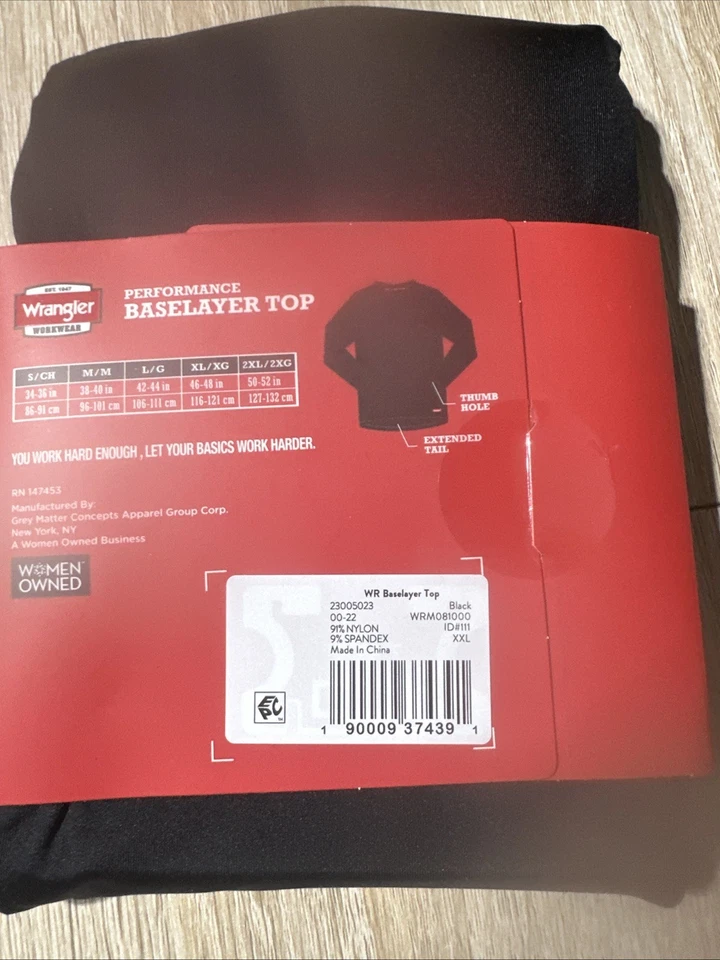 EST. 1947
Wrangler
WORKWEAR
PERFORMANCE
BASELAYER TOP
S/CH M/M L/G XL/XG 2XL/2XG
34-36 in 38-40 in 42-44 in 46-48 in 50-52 in
86-91 cm 96-101 cm 106-111 cm 116-121 cm 127-132 cm
THUMB
HOLE
EXTENDED
TAIL
YOU WORK HARD ENOUGH, LET YOUR BASICS WORK HARDER.
RN 147453
Manufactured By:
Grey Matter Concepts Apparel Group Corp.
New York, NY
A Women Owned Business
WOMEN
OWNED
WR Baselayer Top
23005023 Black
00-22 WRM081000
91% NYLON ID#111
9% SPANDEX XXL
Made In China
EPC
1 90009 37439 1